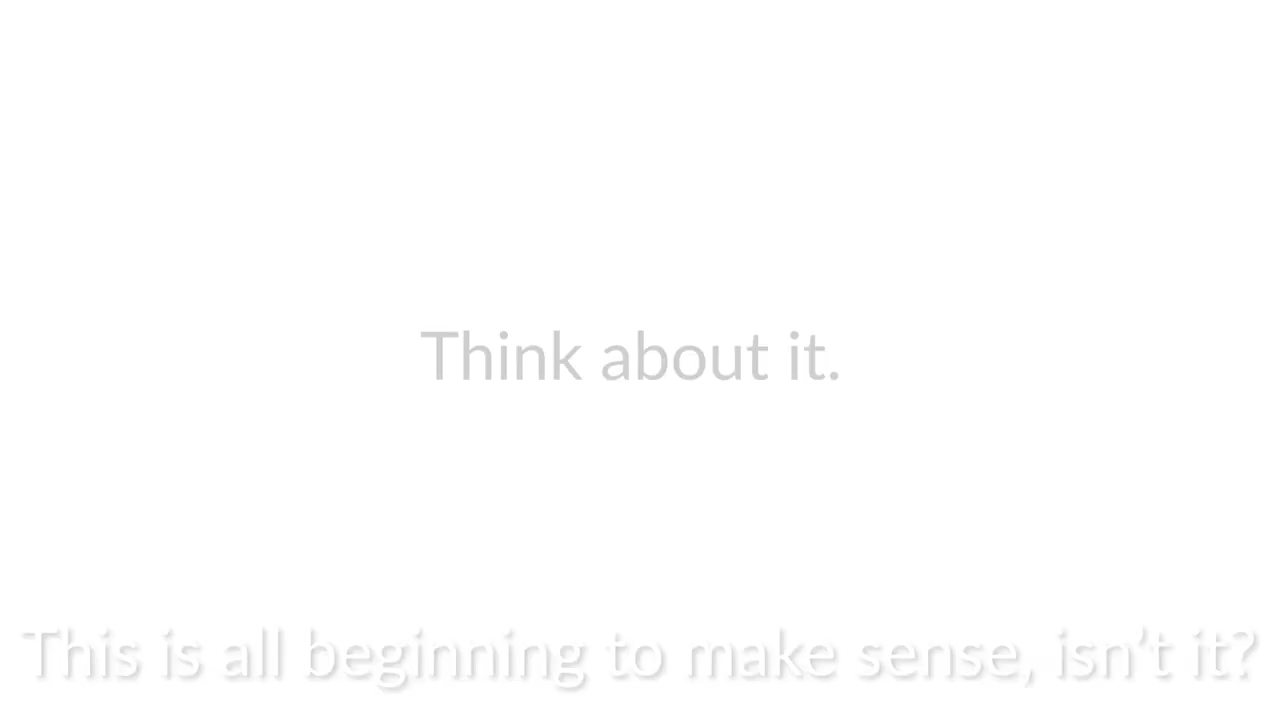 Think about it.
This is all beginning to make sense, isn't it?